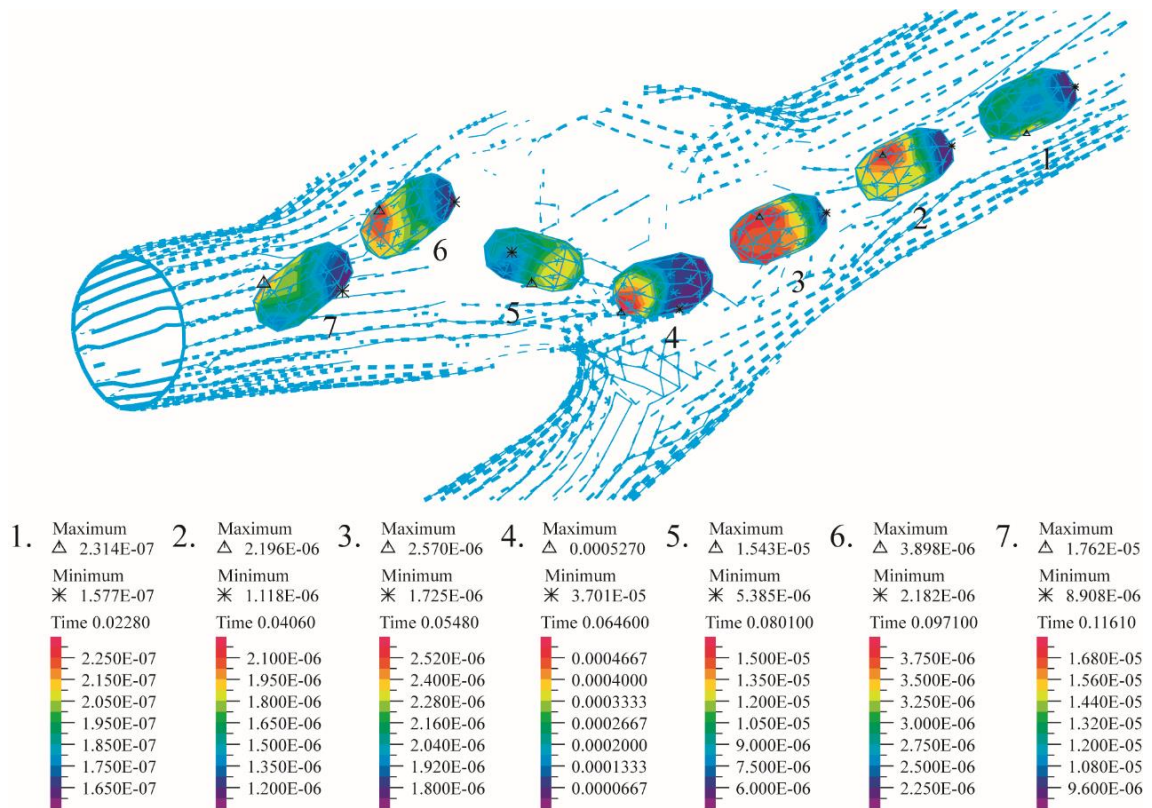 1
2
3
4
5
6
7
1. Maximum
△ 2.314E-07
Minimum
✳ 1.577E-07
Time 0.02280
2.250E-07
2.150E-07
2.050E-07
1.950E-07
1.850E-07
1.750E-07
1.650E-07
2. Maximum
△ 2.196E-06
Minimum
✳ 1.118E-06
Time 0.04060
2.100E-06
1.950E-06
1.800E-06
1.650E-06
1.500E-06
1.350E-06
1.200E-06
3. Maximum
△ 2.570E-06
Minimum
✳ 1.725E-06
Time 0.05480
2.520E-06
2.400E-06
2.280E-06
2.160E-06
2.040E-06
1.920E-06
1.800E-06
4. Maximum
△ 0.0005270
Minimum
✳ 3.701E-05
Time 0.064600
0.0004667
0.0004000
0.0003333
0.0002667
0.0002000
0.0001333
0.0000667
5. Maximum
△ 1.543E-05
Minimum
✳ 5.385E-06
Time 0.080100
1.500E-05
1.350E-05
1.200E-05
1.050E-05
9.000E-06
7.500E-06
6.000E-06
6. Maximum
△ 3.898E-06
Minimum
✳ 2.182E-06
Time 0.097100
3.750E-06
3.500E-06
3.250E-06
3.000E-06
2.750E-06
2.500E-06
2.250E-06
7. Maximum
△ 1.762E-05
Minimum
✳ 8.908E-06
Time 0.11610
1.680E-05
1.560E-05
1.440E-05
1.320E-05
1.200E-05
1.080E-05
9.600E-06